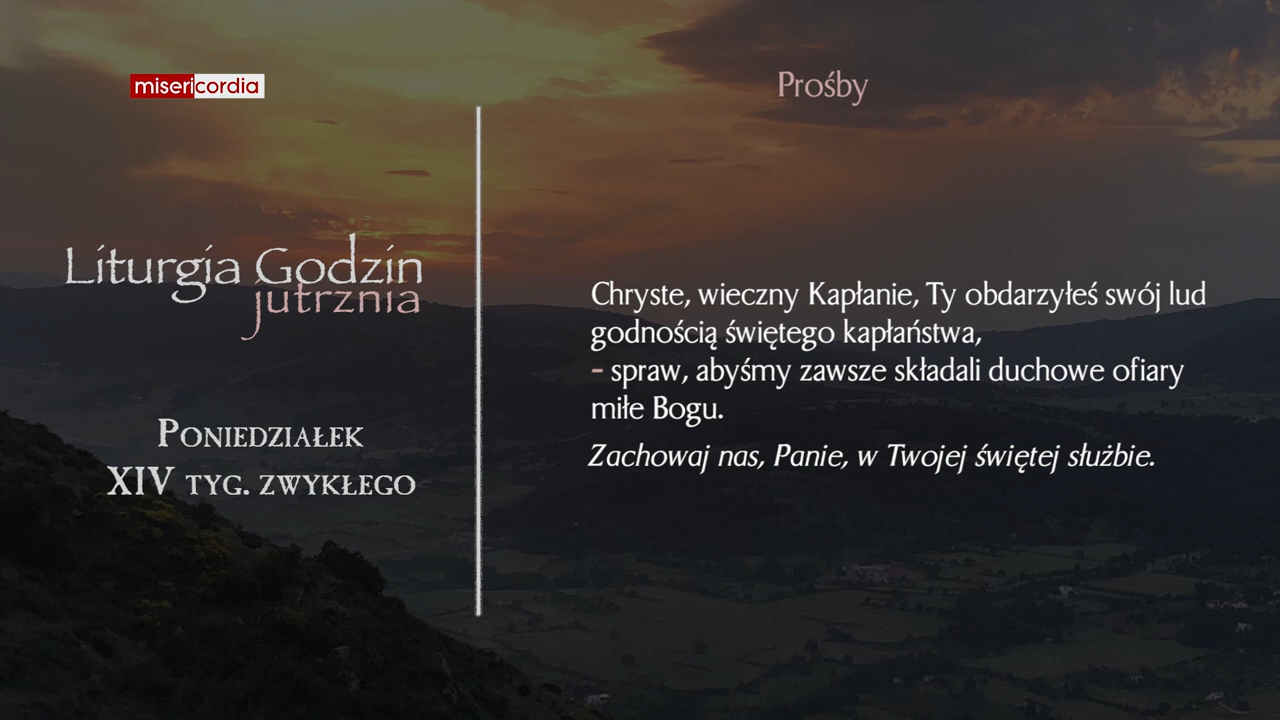 misericordia
Liturgia Godzin
jutrznia
Poniedziałek
XIV tyg. zwykłego
Prośby
Chryste, wieczny Kapłanie, Ty obdarzyłeś swój lud
godnością świętego kapłaństwa,
- spraw, abyśmy zawsze składali duchowe ofiary
miłe Bogu.
Zachowaj nas, Panie, w Twojej świętej służbie.